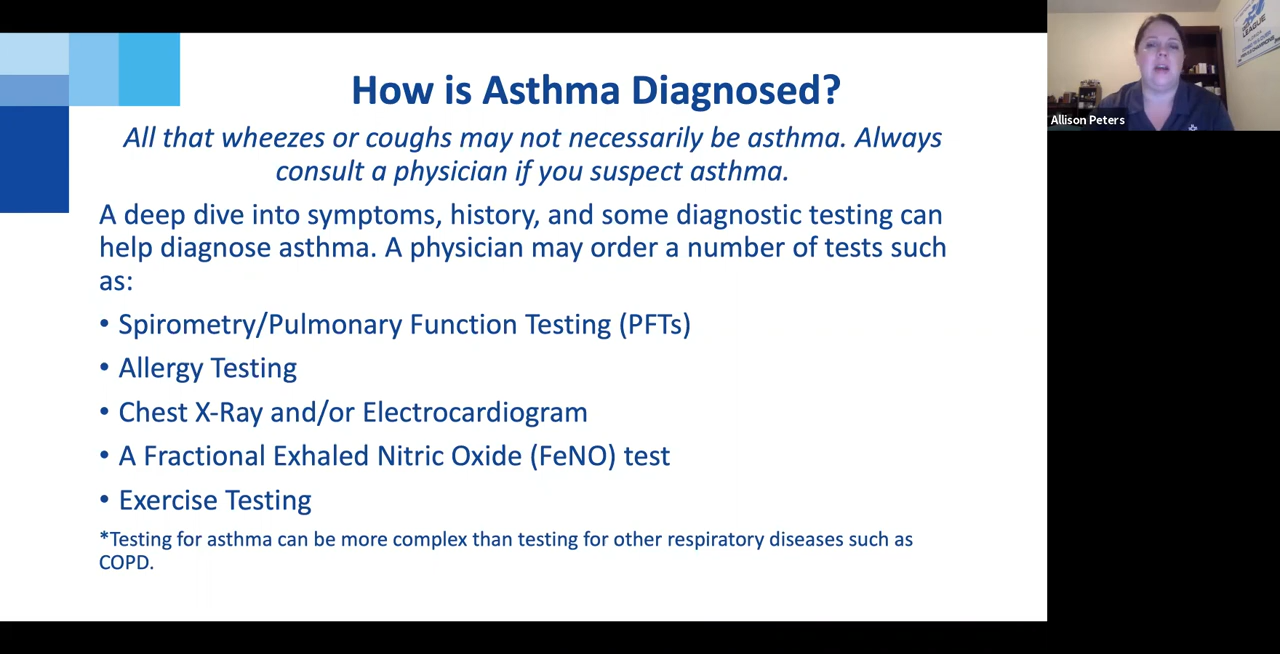 How is Asthma Diagnosed?
All that wheezes or coughs may not necessarily be asthma. Always
consult a physician if you suspect asthma.
A deep dive into symptoms, history, and some diagnostic testing can
help diagnose asthma. A physician may order a number of tests such
as:
• Spirometry/Pulmonary Function Testing (PFTs)
• Allergy Testing
• Chest X-Ray and/or Electrocardiogram
• A Fractional Exhaled Nitric Oxide (FeNO) test
• Exercise Testing
*Testing for asthma can be more complex than testing for other respiratory diseases such as
COPD.
Allison Peters
LEAGUE